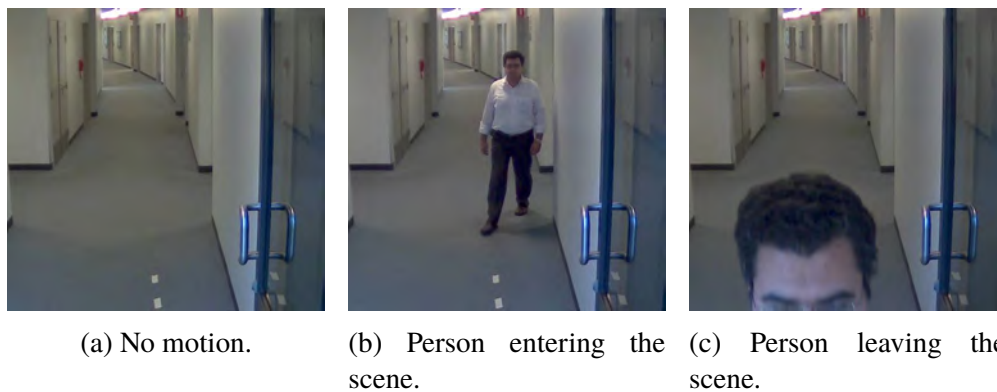 (a) No motion.
(b) Person entering the
scene.
(c) Person leaving the
scene.